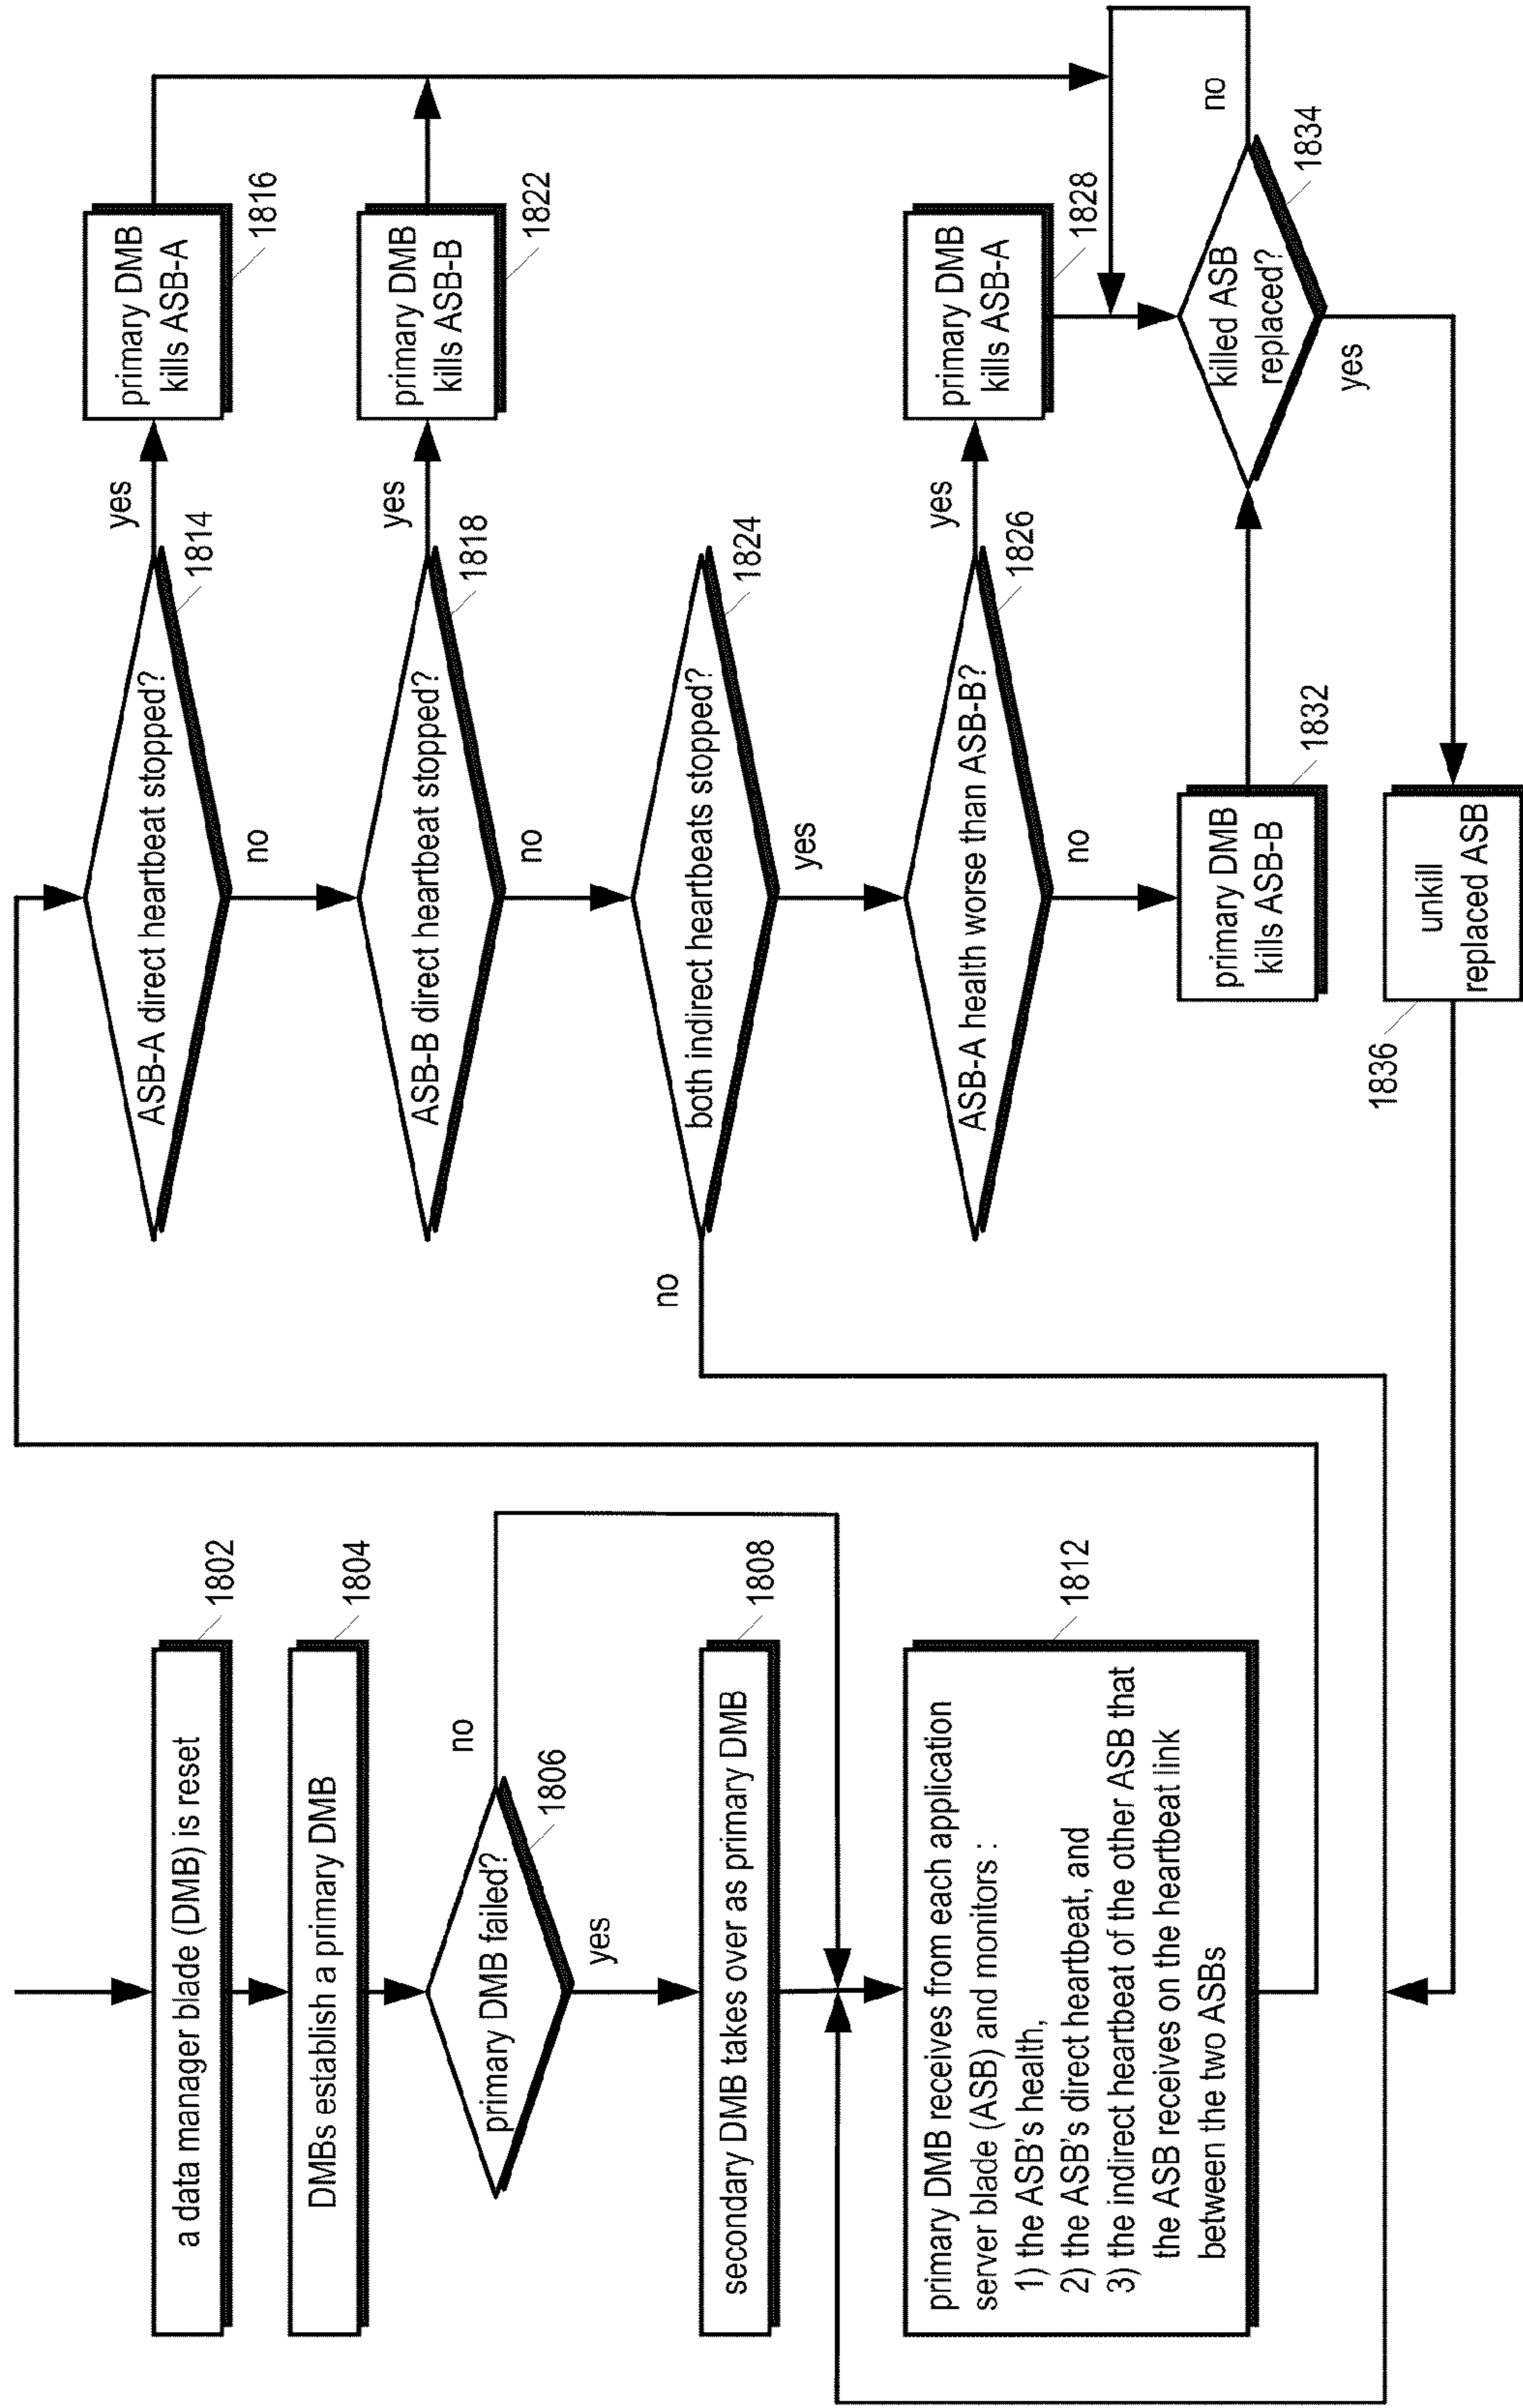 a data manager blade (DMB) is reset
1802
DMBs establish a primary DMB
1804
primary DMB failed?
1806
no
yes
secondary DMB takes over as primary DMB
1808
primary DMB receives from each application
server blade (ASB) and monitors :
1) the ASB's health,
2) the ASB's direct heartbeat, and
3) the indirect heartbeat of the other ASB that
the ASB receives on the heartbeat link
between the two ASBs
1812
ASB-A direct heartbeat stopped?
1814
yes
no
primary DMB
kills ASB-A
1816
ASB-B direct heartbeat stopped?
1818
yes
no
primary DMB
kills ASB-B
1822
both indirect heartbeats stopped?
1824
no
yes
ASB-A health worse than ASB-B?
1826
yes
no
primary DMB
kills ASB-A
1828
primary DMB
kills ASB-B
1832
killed ASB
replaced?
1834
no
yes
unkill
replaced ASB
1836